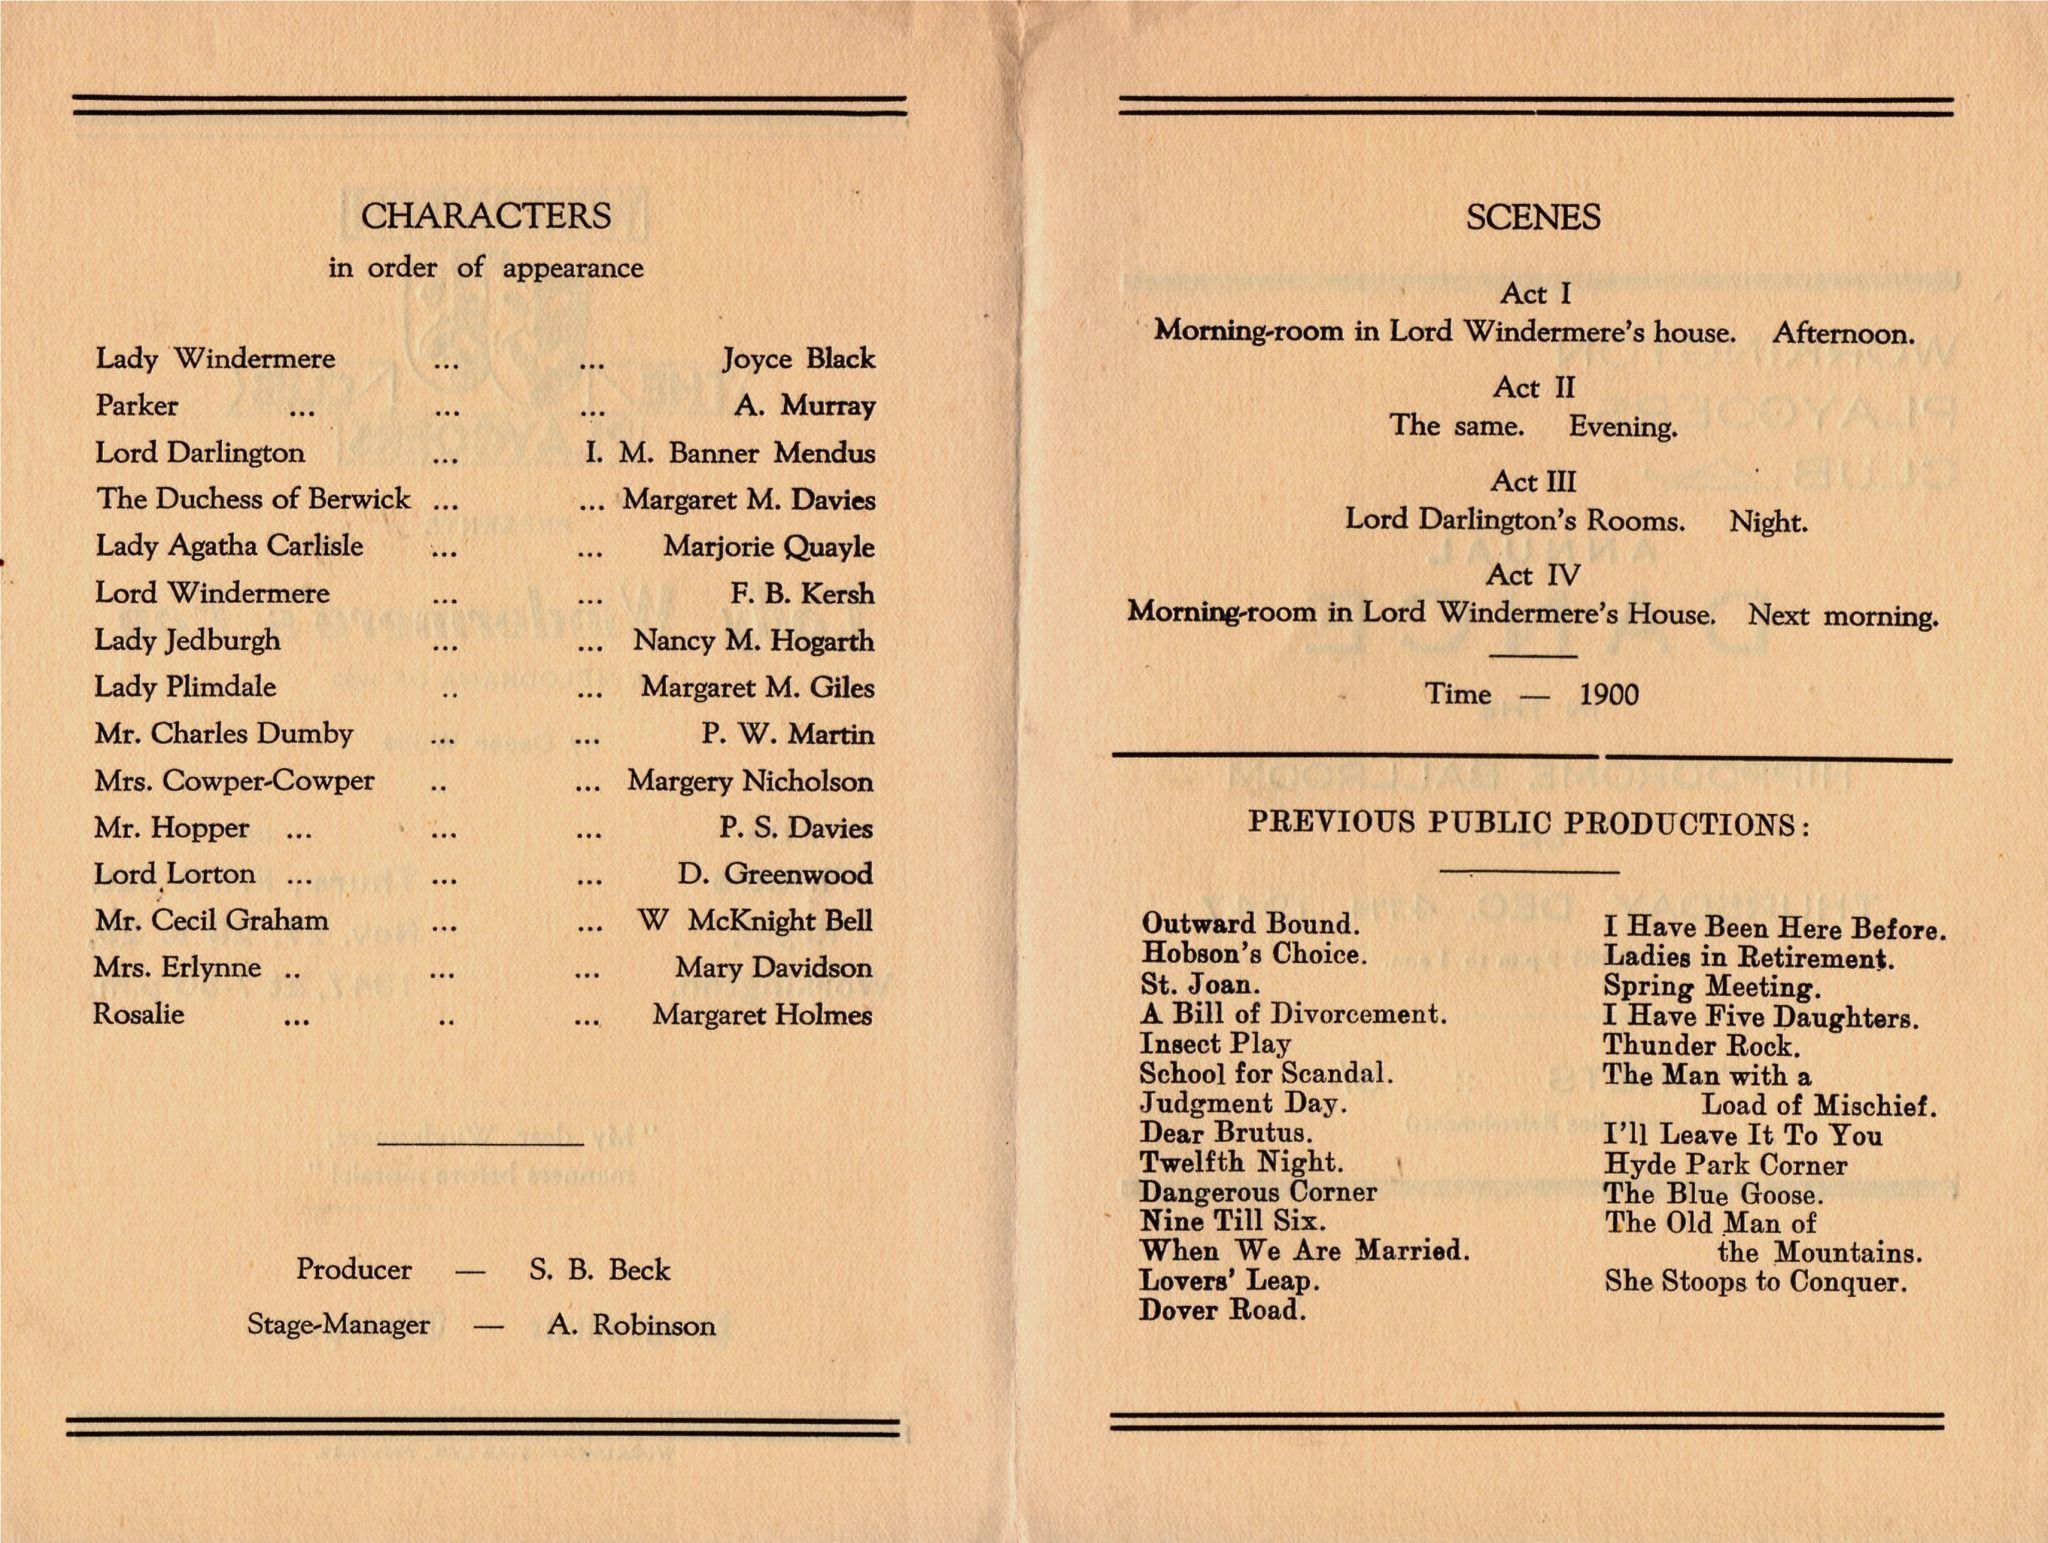 CHARACTERS
in order of appearance
Lady Windermere ... ... Joyce Black
Parker ... ... ... A. Murray
Lord Darlington ... I. M. Banner Mendus
The Duchess of Berwick ... ... Margaret M. Davies
Lady Agatha Carlisle ... ... Marjorie Quayle
Lord Windermere ... ... F. B. Kersh
Lady Jedburgh ... ... Nancy M. Hogarth
Lady Plimdale .. ... Margaret M. Giles
Mr. Charles Dumby ... ... P. W. Martin
Mrs. Cowper-Cowper .. ... Margery Nicholson
Mr. Hopper ... ... ... P. S. Davies
Lord Lorton ... ... ... D. Greenwood
Mr. Cecil Graham ... ... W McKnight Bell
Mrs. Erlynne .. ... ... Mary Davidson
Rosalie ... .. ... Margaret Holmes
Producer — S. B. Beck
Stage-Manager — A. Robinson
SCENES
Act I
Morning-room in Lord Windermere's house. Afternoon.
Act II
The same. Evening.
Act III
Lord Darlington's Rooms. Night.
Act IV
Morning-room in Lord Windermere's House. Next morning.
Time — 1900
PREVIOUS PUBLIC PRODUCTIONS:
Outward Bound.
Hobson's Choice.
St. Joan.
A Bill of Divorcement.
Insect Play
School for Scandal.
Judgment Day.
Dear Brutus.
Twelfth Night.
Dangerous Corner
Nine Till Six.
When We Are Married.
Lovers' Leap.
Dover Road.
I Have Been Here Before.
Ladies in Retirement.
Spring Meeting.
I Have Five Daughters.
Thunder Rock.
The Man with a
Load of Mischief.
I'll Leave It To You
Hyde Park Corner
The Blue Goose.
The Old Man of
the Mountains.
She Stoops to Conquer.